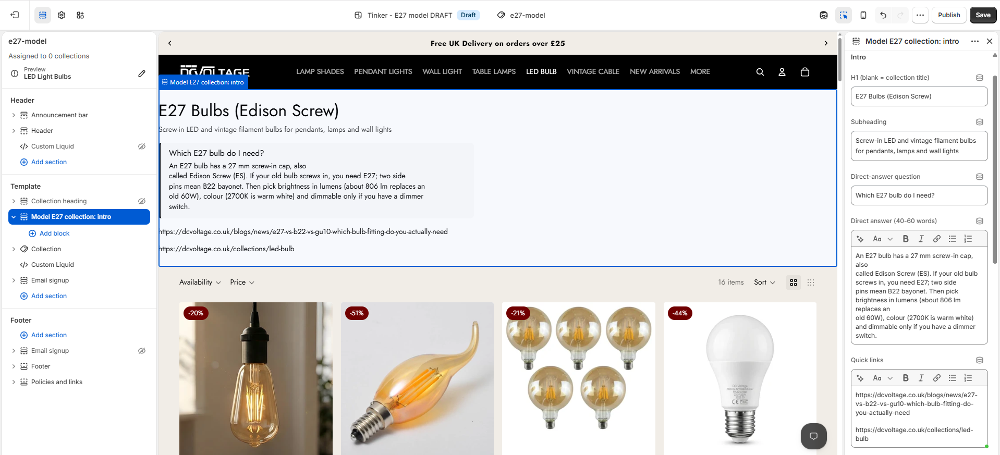 Tinker - E27 model DRAFT
Draft
e27-model
Publish
Save
e27-model
Assigned to 0 collections
Preview
LED Light Bulbs
Header
Announcement bar
Header
Custom Liquid
Add section
Template
Collection heading
Model E27 collection: intro
Add block
Collection
Custom Liquid
Email signup
Add section
Footer
Add section
Email signup
Footer
Policies and links
Free UK Delivery on orders over £25
DCVOLTAGE
LAMP SHADES
PENDANT LIGHTS
WALL LIGHT
TABLE LAMPS
LED BULB
VINTAGE CABLE
NEW ARRIVALS
MORE
Model E27 collection: intro
E27 Bulbs (Edison Screw)
Screw-in LED and vintage filament bulbs for pendants, lamps and wall lights
Which E27 bulb do I need?
An E27 bulb has a 27 mm screw-in cap, also
called Edison Screw (ES). If your old bulb screws in, you need E27; two side
pins mean B22 bayonet. Then pick brightness in lumens (about 806 lm replaces an
old 60W), colour (2700K is warm white) and dimmable only if you have a dimmer
switch.
https://dcvoltage.co.uk/blogs/news/e27-vs-b22-vs-gu10-which-bulb-fitting-do-you-actually-need
https://dcvoltage.co.uk/collections/led-bulb
Availability
Price
16 items
Sort
-20%
-51%
-21%
-44%
DC Voltage
Model E27 collection: intro
Intro
H1 (blank = collection title)
E27 Bulbs (Edison Screw)
Subheading
Screw-in LED and vintage filament bulbs
for pendants, lamps and wall lights
Direct-answer question
Which E27 bulb do I need?
Direct answer (40-60 words)
Aa
B
I
An E27 bulb has a 27 mm screw-in cap,
also
called Edison Screw (ES). If your old bulb
screws in, you need E27; two side
pins mean B22 bayonet. Then pick
brightness in lumens (about 806 lm
replaces an
old 60W), colour (2700K is warm white)
and dimmable only if you have a dimmer
switch.
Quick links
Aa
B
I
https://dcvoltage.co.uk/blogs/news/e27-
vs-b22-vs-gu10-which-bulb-fitting-do-
you-actually-need
https://dcvoltage.co.uk/collections/led-
bulb